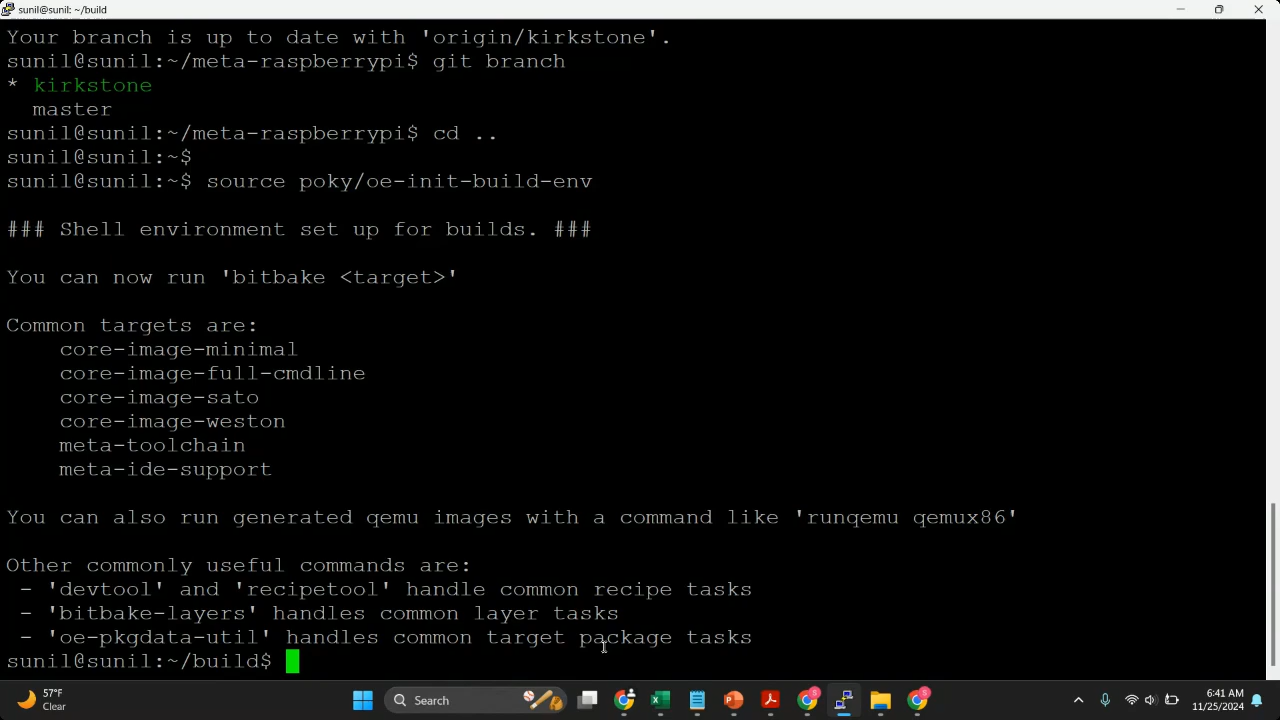 sunil@sunil: ~/build
Your branch is up to date with 'origin/kirkstone'.
sunil@sunil:~/meta-raspberrypi$ git branch
* kirkstone
  master
sunil@sunil:~/meta-raspberrypi$ cd ..
sunil@sunil:~$
sunil@sunil:~$ source poky/oe-init-build-env
### Shell environment set up for builds. ###
You can now run 'bitbake <target>'
Common targets are:
    core-image-minimal
    core-image-full-cmdline
    core-image-sato
    core-image-weston
    meta-toolchain
    meta-ide-support
You can also run generated qemu images with a command like 'runqemu qemux86'
Other commonly useful commands are:
 - 'devtool' and 'recipetool' handle common recipe tasks
 - 'bitbake-layers' handles common layer tasks
 - 'oe-pkgdata-util' handles common target package tasks
sunil@sunil:~/build$
57°F
Clear
Search
6:41 AM
11/25/2024